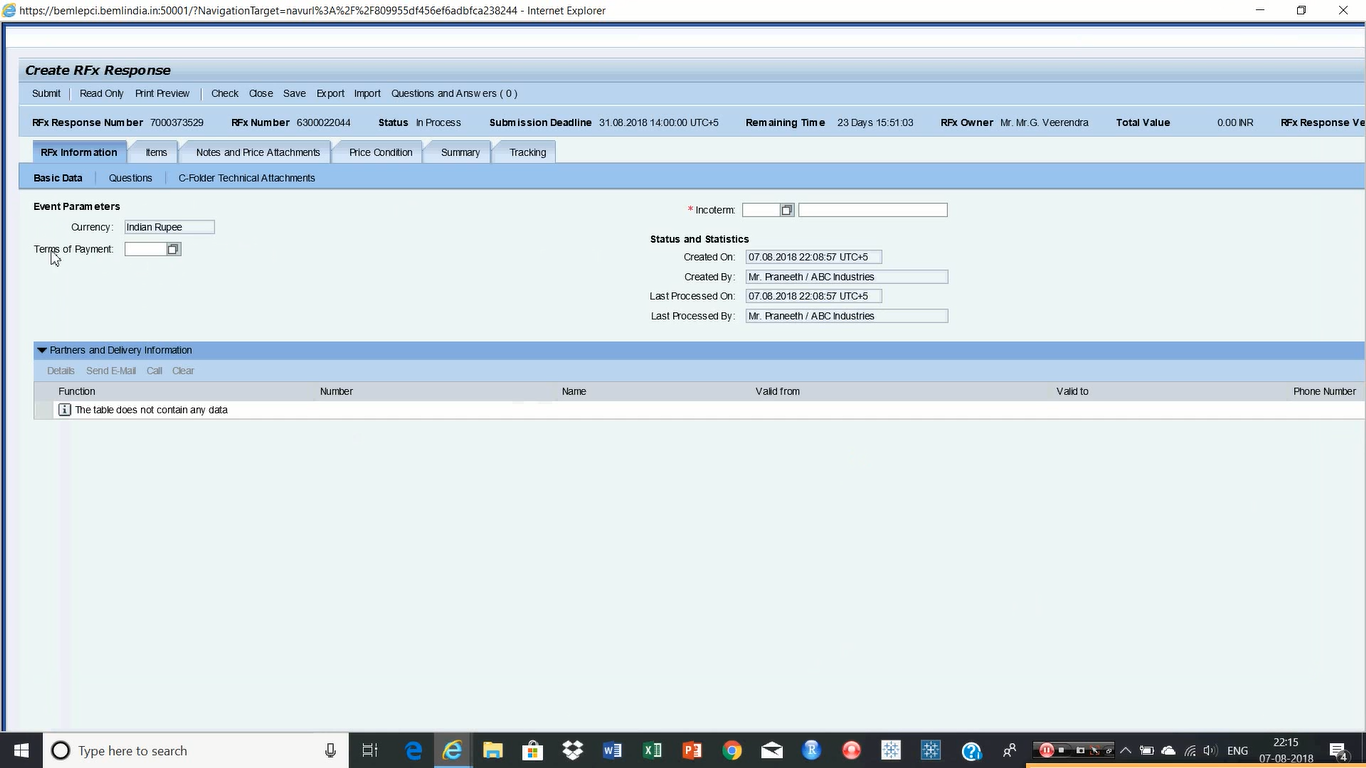 https://bemlepci.bemlindia.in:50001/?NavigationTarget=navurl%3A%2F%2F809955df456ef6adbfca238244 - Internet Explorer
Create RFx Response
Submit Read Only Print Preview Check Close Save Export Import Questions and Answers ( 0 )
RFx Response Number 7000373529 RFx Number 6300022044 Status In Process Submission Deadline 31.08.2018 14:00:00 UTC+5 Remaining Time 23 Days 15:51:03 RFx Owner Mr. Mr.G. Veerendra Total Value 0.00 INR RFx Response Ve
RFx Information Items Notes and Price Attachments Price Condition Summary Tracking
Basic Data Questions C-Folder Technical Attachments
Event Parameters
Currency: Indian Rupee
Terms of Payment:
* Incoterm:
Status and Statistics
Created On: 07.08.2018 22:08:57 UTC+5
Created By: Mr. Praneeth / ABC Industries
Last Processed On: 07.08.2018 22:08:57 UTC+5
Last Processed By: Mr. Praneeth / ABC Industries
Partners and Delivery Information
Details Send E-Mail Call Clear
Function Number Name Valid from Valid to Phone Number
The table does not contain any data
Type here to search
ENG
22:15
07-08-2018
4